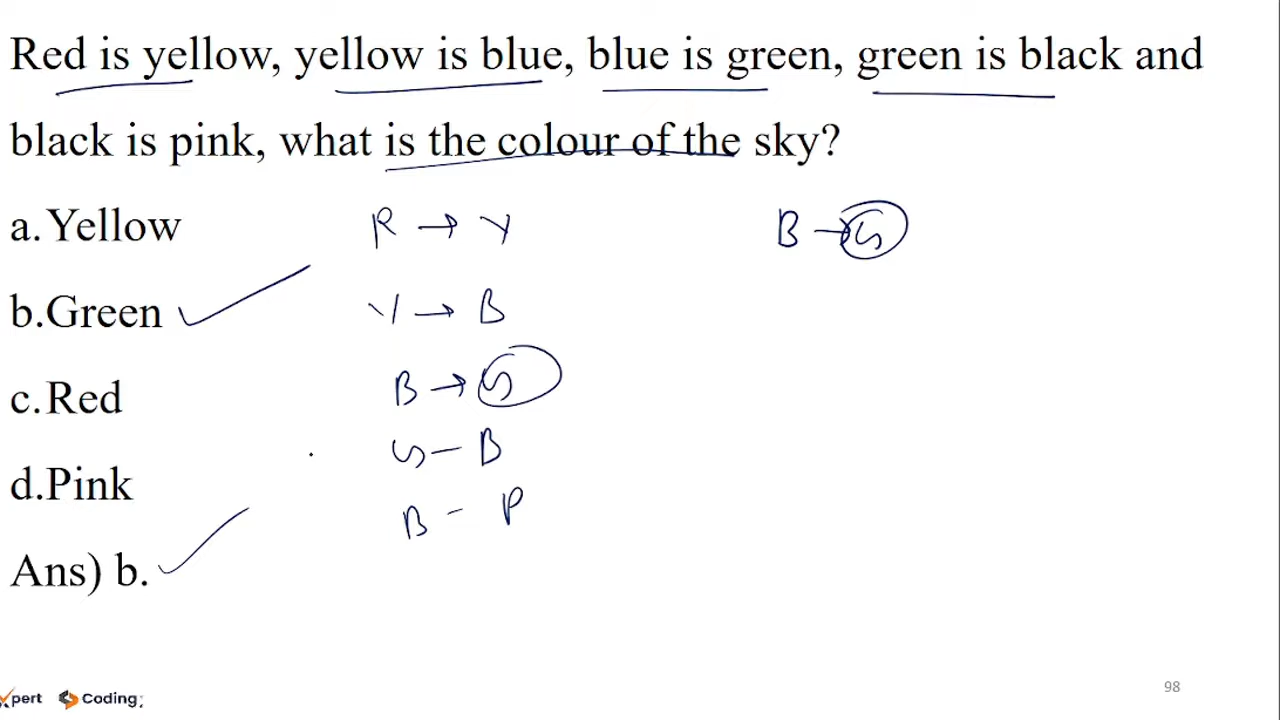 Red is yellow, yellow is blue, blue is green, green is black and
black is pink, what is the colour of the sky?
a. Yellow
R → Y
B → G
b. Green
Y → B
B → G
c. Red
G – B
d. Pink
B – P
Ans) b.
Xpert Coding;
98